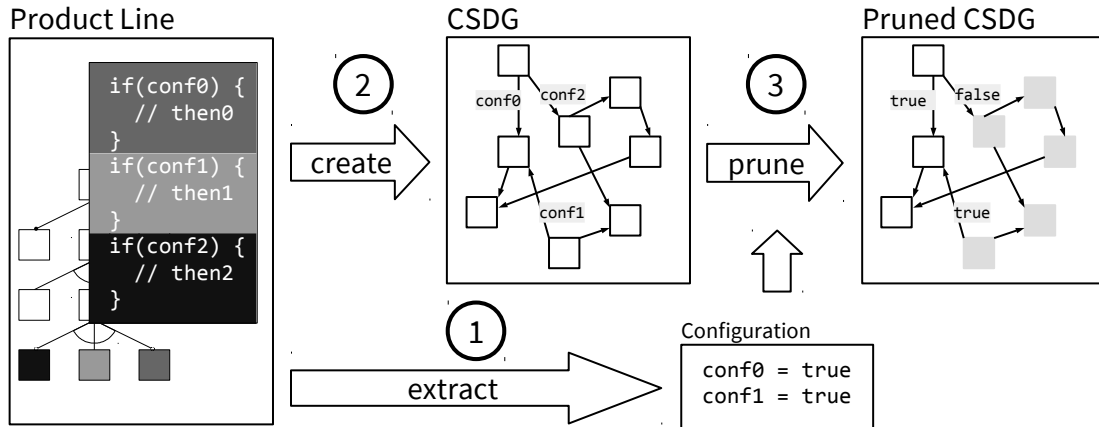 Product Line
if(conf0) {
// then0
}
if(conf1) {
// then1
}
if(conf2) {
// then2
}
2
create
1
extract
CSDG
conf0
conf2
conf1
3
prune
Configuration
conf0 = true
conf1 = true
Pruned CSDG
true
false
true